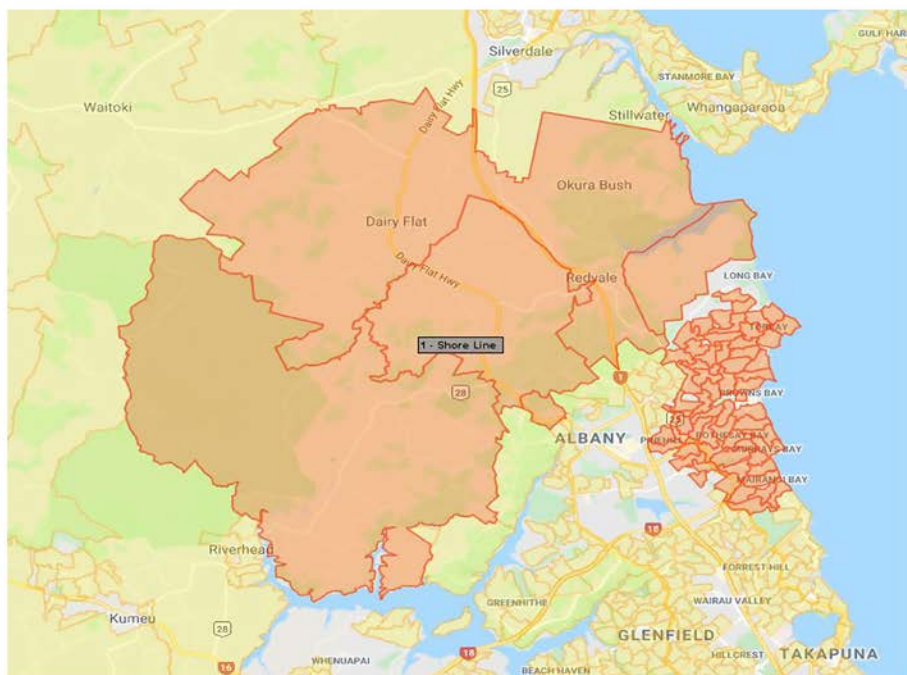 GULF HAR
Silverdale
STANMORE BAY
25
Waitoki
Dairy Flat Hwy
Whangaparaoa
Stillwater
Okura Bush
Dairy Flat
Dairy Flat Hwy
Redvale
LONG BAY
TORBAY
1 - Shore Line
1
28
BROWNS BAY
25
ALBANY
PINEHILL
ROTHESAY BAY
MURRAYS BAY
MAIRANGI BAY
18
Riverhead
FORREST HILL
GREENHITHE
WAIRAU VALLEY
Kumeu
28
GLENFIELD
16
WHENUAPAI
18
HILLCREST
TAKAPUNA
BEACH HAVEN